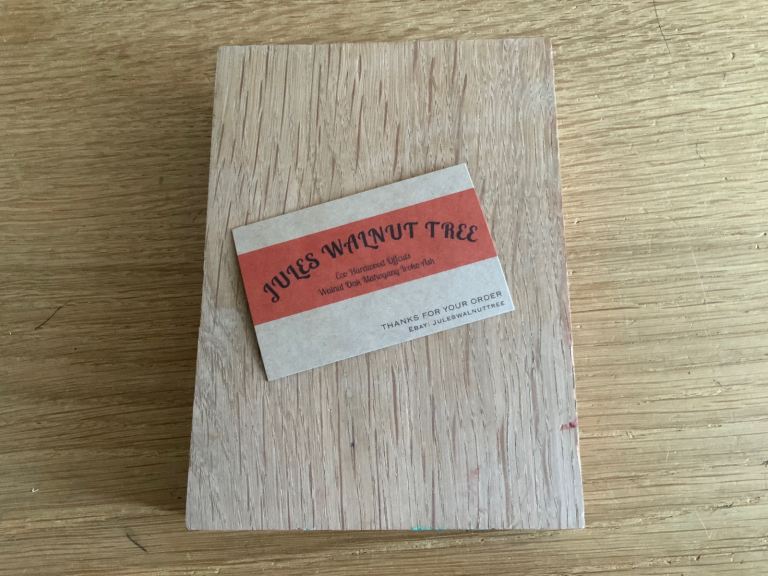 JULES WALNUT TREE
Eco Hardwood Offcuts
Walnut Oak Mahogany Iroko Ash
THANKS FOR YOUR ORDER
EBAY: JULESWALNUTTREE